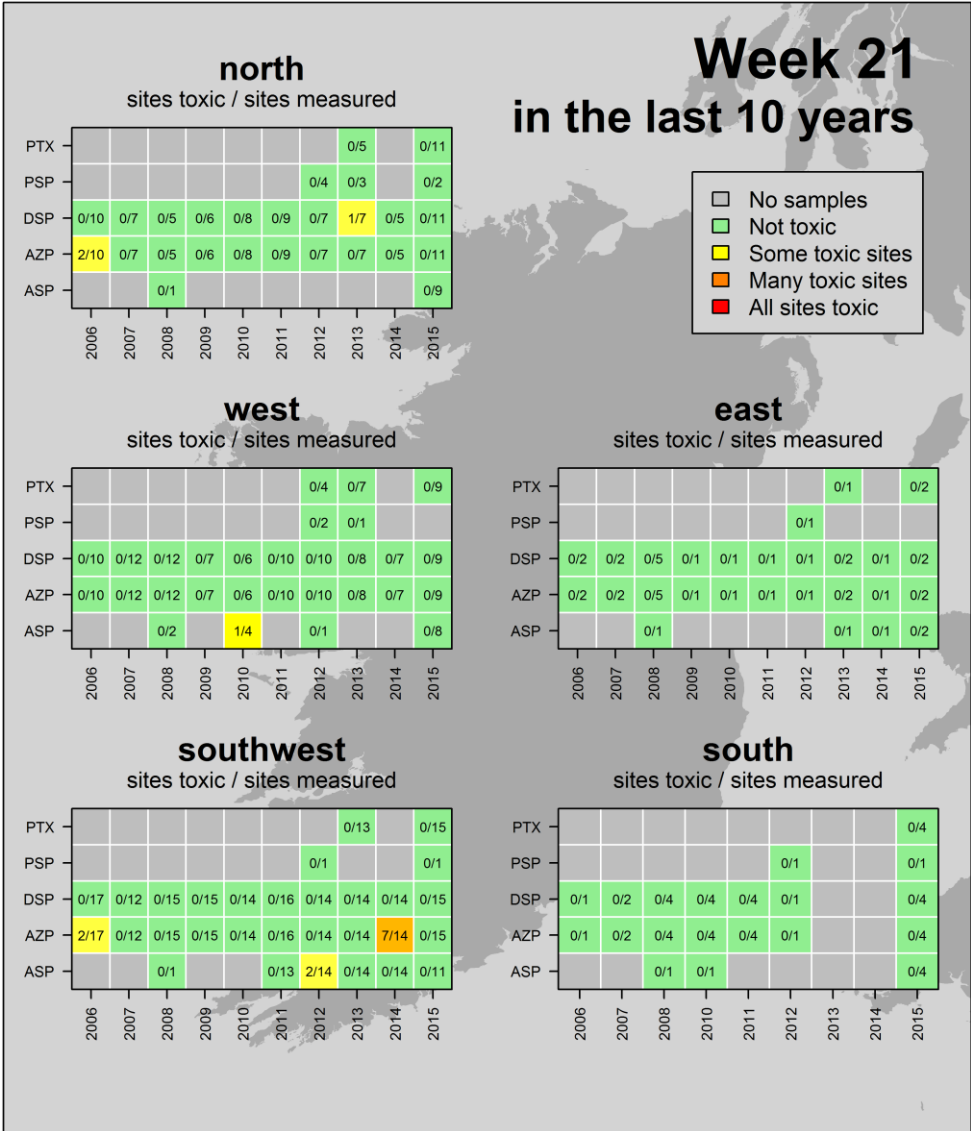 Week 21
in the last 10 years
No samples
Not toxic
Some toxic sites
Many toxic sites
All sites toxic
north
sites toxic / sites measured
PTX 0/5 0/11
PSP 0/4 0/3 0/2
DSP 0/10 0/7 0/5 0/6 0/8 0/9 0/7 1/7 0/5 0/11
AZP 2/10 0/7 0/5 0/6 0/8 0/9 0/7 0/7 0/5 0/11
ASP 0/1 0/9
2006 2007 2008 2009 2010 2011 2012 2013 2014 2015
west
sites toxic / sites measured
PTX 0/4 0/7 0/9
PSP 0/2 0/1
DSP 0/10 0/12 0/12 0/7 0/6 0/10 0/10 0/8 0/7 0/9
AZP 0/10 0/12 0/12 0/7 0/6 0/10 0/10 0/8 0/7 0/9
ASP 0/2 1/4 0/1 0/8
2006 2007 2008 2009 2010 2011 2012 2013 2014 2015
east
sites toxic / sites measured
PTX 0/1 0/2
PSP 0/1
DSP 0/2 0/2 0/5 0/1 0/1 0/1 0/1 0/2 0/1 0/2
AZP 0/2 0/2 0/6 0/1 0/1 0/1 0/1 0/2 0/1 0/2
ASP 0/1 0/1 0/1 0/2
2006 2007 2008 2009 2010 2011 2012 2013 2014 2015
southwest
sites toxic / sites measured
PTX 0/13 0/15
PSP 0/1 0/1
DSP 0/17 0/12 0/15 0/15 0/14 0/16 0/14 0/14 0/14 0/15
AZP 2/17 0/12 0/15 0/15 0/14 0/16 0/14 0/14 7/14 0/15
ASP 0/1 0/13 2/14 0/14 0/14 0/11
2006 2007 2008 2009 2010 2011 2012 2013 2014 2015
south
sites toxic / sites measured
PTX 0/4
PSP 0/1 0/1
DSP 0/1 0/2 0/4 0/4 0/4 0/1 0/4
AZP 0/1 0/2 0/4 0/4 0/4 0/1 0/4
ASP 0/1 0/1 0/4
2006 2007 2008 2010 2011 2012 2013 2014 2015